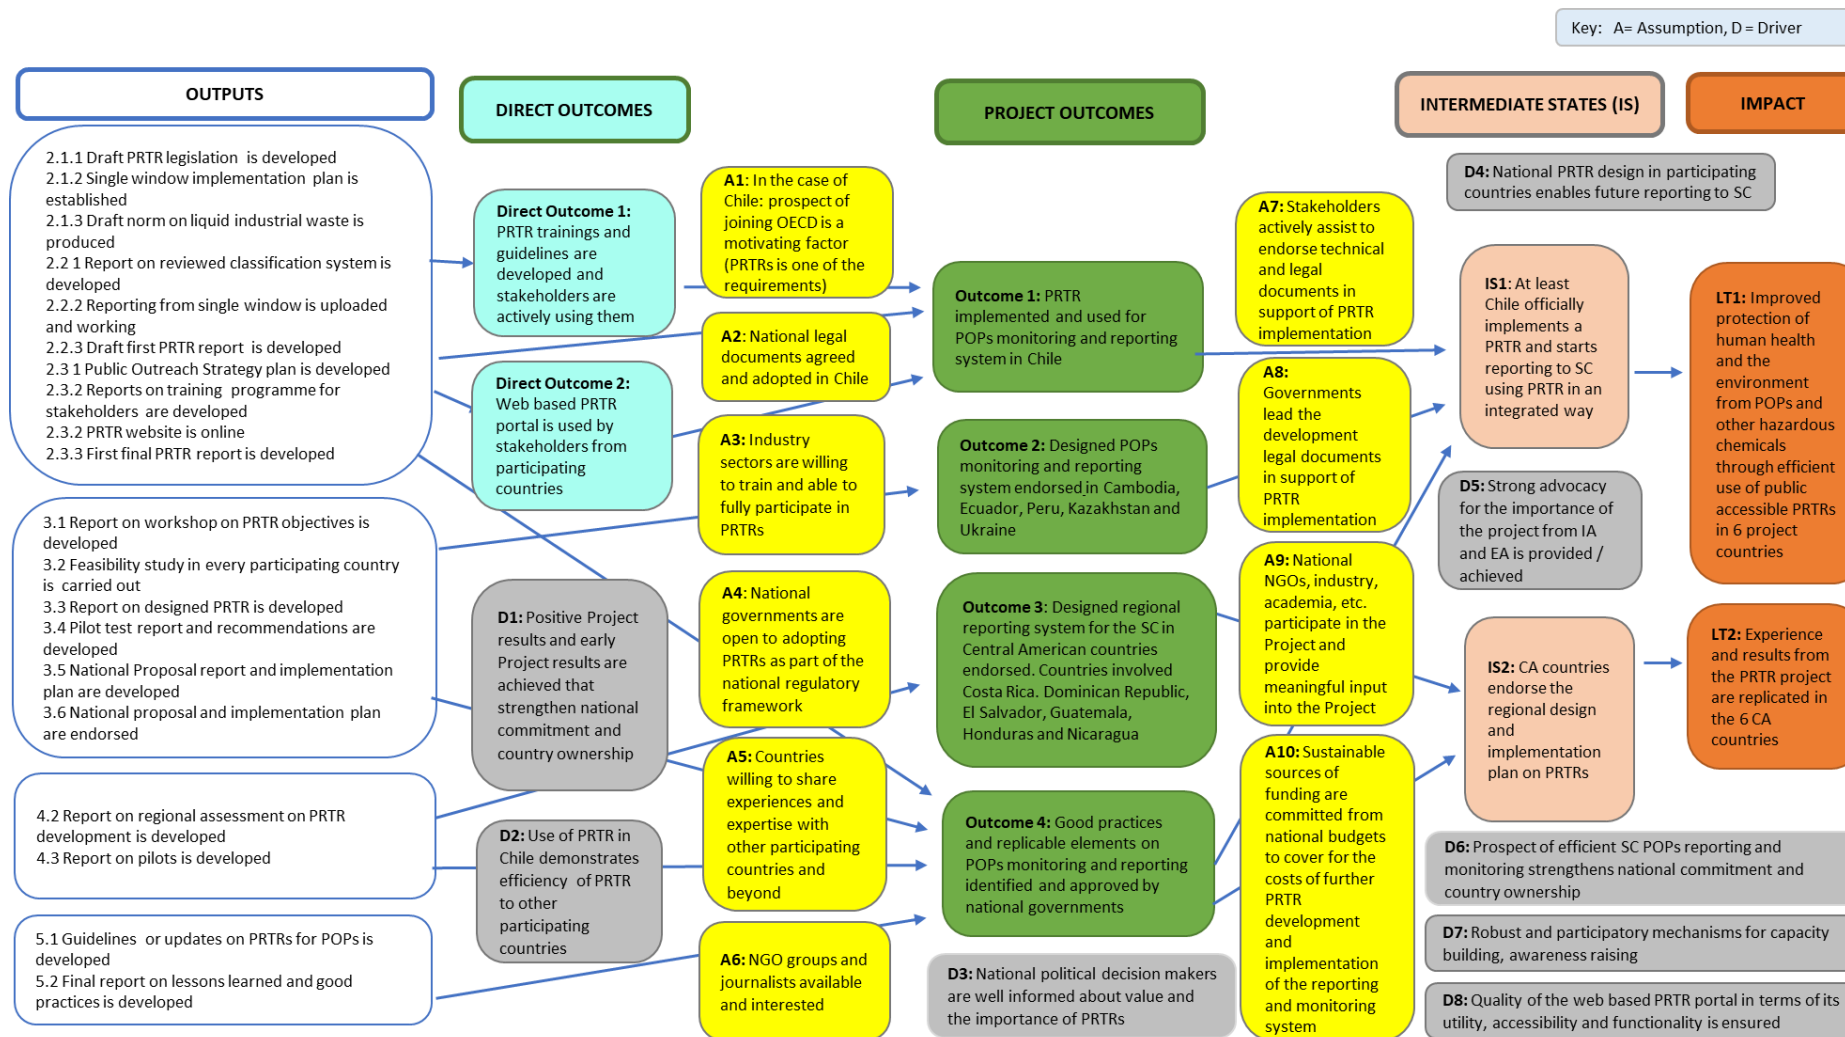 Key: A= Assumption, D = Driver
OUTPUTS
DIRECT OUTCOMES
PROJECT OUTCOMES
INTERMEDIATE STATES (IS)
IMPACT
2.1.1 Draft PRTR legislation is developed
2.1.2 Single window implementation plan is
established
2.1.3 Draft norm on liquid industrial waste is
produced
2.2 1 Report on reviewed classification system is
developed
2.2.2 Reporting from single window is uploaded
and working
2.2.3 Draft first PRTR report is developed
2.3 1 Public Outreach Strategy plan is developed
2.3.2 Reports on training programme for
stakeholders are developed
2.3.2 PRTR website is online
2.3.3 First final PRTR report is developed
3.1 Report on workshop on PRTR objectives is
developed
3.2 Feasibility study in every participating country
is carried out
3.3 Report on designed PRTR is developed
3.4 Pilot test report and recommendations are
developed
3.5 National Proposal report and implementation
plan are developed
3.6 National proposal and implementation plan
are endorsed
4.2 Report on regional assessment on PRTR
development is developed
4.3 Report on pilots is developed
5.1 Guidelines or updates on PRTRs for POPs is
developed
5.2 Final report on lessons learned and good
practices is developed
Direct Outcome 1:
PRTR trainings and
guidelines are
developed and
stakeholders are
actively using them
Direct Outcome 2:
Web based PRTR
portal is used by
stakeholders from
participating
countries
D1: Positive Project
results and early
Project results are
achieved that
strengthen national
commitment and
country ownership
D2: Use of PRTR in
Chile demonstrates
efficiency of PRTR
to other
participating
countries
A1: In the case of
Chile: prospect of
joining OECD is a
motivating factor
(PRTRs is one of the
requirements)
A2: National legal
documents agreed
and adopted in Chile
A3: Industry
sectors are willing
to train and able to
fully participate in
PRTRs
A4: National
governments are
open to adopting
PRTRs as part of the
national regulatory
framework
A5: Countries
willing to share
experiences and
expertise with
other participating
countries and
beyond
A6: NGO groups and
journalists available
and interested
Outcome 1: PRTR
implemented and used for
POPs monitoring and reporting
system in Chile
Outcome 2: Designed POPs
monitoring and reporting
system endorsed in Cambodia,
Ecuador, Peru, Kazakhstan and
Ukraine
Outcome 3: Designed regional
reporting system for the SC in
Central American countries
endorsed. Countries involved
Costa Rica. Dominican Republic,
El Salvador, Guatemala,
Honduras and Nicaragua
Outcome 4: Good practices
and replicable elements on
POPs monitoring and reporting
identified and approved by
national governments
D3: National political decision makers
are well informed about value and
the importance of PRTRs
A7: Stakeholders
actively assist to
endorse technical
and legal
documents in
support of PRTR
implementation
A8:
Governments
lead the
development
legal documents
in support of
PRTR
implementation
A9: National
NGOs, industry,
academia, etc.
participate in the
Project and
provide
meaningful input
into the Project
A10: Sustainable
sources of
funding are
committed from
national budgets
to cover for the
costs of further
PRTR
development
and
implementation
of the reporting
and monitoring
system
D4: National PRTR design in participating
countries enables future reporting to SC
IS1: At least
Chile officially
implements a
PRTR and starts
reporting to SC
using PRTR in an
integrated way
D5: Strong advocacy
for the importance of
the project from IA
and EA is provided /
achieved
IS2: CA countries
endorse the
regional design
and
implementation
plan on PRTRs
D6: Prospect of efficient SC POPs reporting and
monitoring strengthens national commitment and
country ownership
D7: Robust and participatory mechanisms for capacity
building, awareness raising
D8: Quality of the web based PRTR portal in terms of its
utility, accessibility and functionality is ensured
LT1: Improved
protection of
human health
and the
environment
from POPs and
other hazardous
chemicals
through efficient
use of public
accessible PRTRs
in 6 project
countries
LT2: Experience
and results from
the PRTR project
are replicated in
the 6 CA
countries